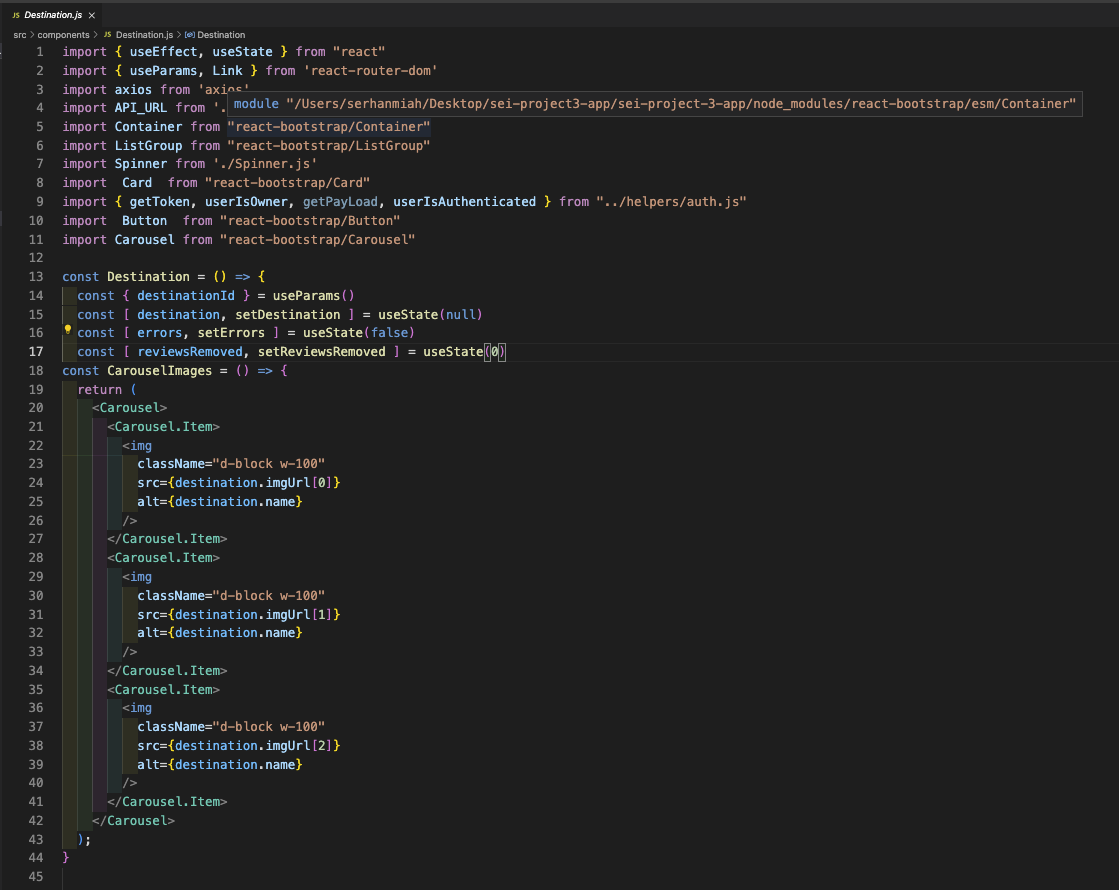 JS Destination.js ×
src > components > JS Destination.js > Destination
1 import { useEffect, useState } from "react"
2 import { useParams, Link } from 'react-router-dom'
3 import axios from 'axios'
4 import API_URL from '.
module "/Users/serhanmiah/Desktop/sei-project3-app/sei-project-3-app/node_modules/react-bootstrap/esm/Container"
5 import Container from "react-bootstrap/Container"
6 import ListGroup from "react-bootstrap/ListGroup"
7 import Spinner from './Spinner.js'
8 import  Card  from "react-bootstrap/Card"
9 import { getToken, userIsOwner, getPayLoad, userIsAuthenticated } from "../helpers/auth.js"
10 import  Button  from "react-bootstrap/Button"
11 import Carousel from "react-bootstrap/Carousel"
12
13 const Destination = () => {
14   const { destinationId } = useParams()
15   const [ destination, setDestination ] = useState(null)
16   const [ errors, setErrors ] = useState(false)
17   const [ reviewsRemoved, setReviewsRemoved ] = useState(0)
18 const CarouselImages = () => {
19   return (
20     <Carousel>
21       <Carousel.Item>
22         <img
23           className="d-block w-100"
24           src={destination.imgUrl[0]}
25           alt={destination.name}
26         />
27       </Carousel.Item>
28       <Carousel.Item>
29         <img
30           className="d-block w-100"
31           src={destination.imgUrl[1]}
32           alt={destination.name}
33         />
34       </Carousel.Item>
35       <Carousel.Item>
36         <img
37           className="d-block w-100"
38           src={destination.imgUrl[2]}
39           alt={destination.name}
40         />
41       </Carousel.Item>
42     </Carousel>
43   );
44 }
45